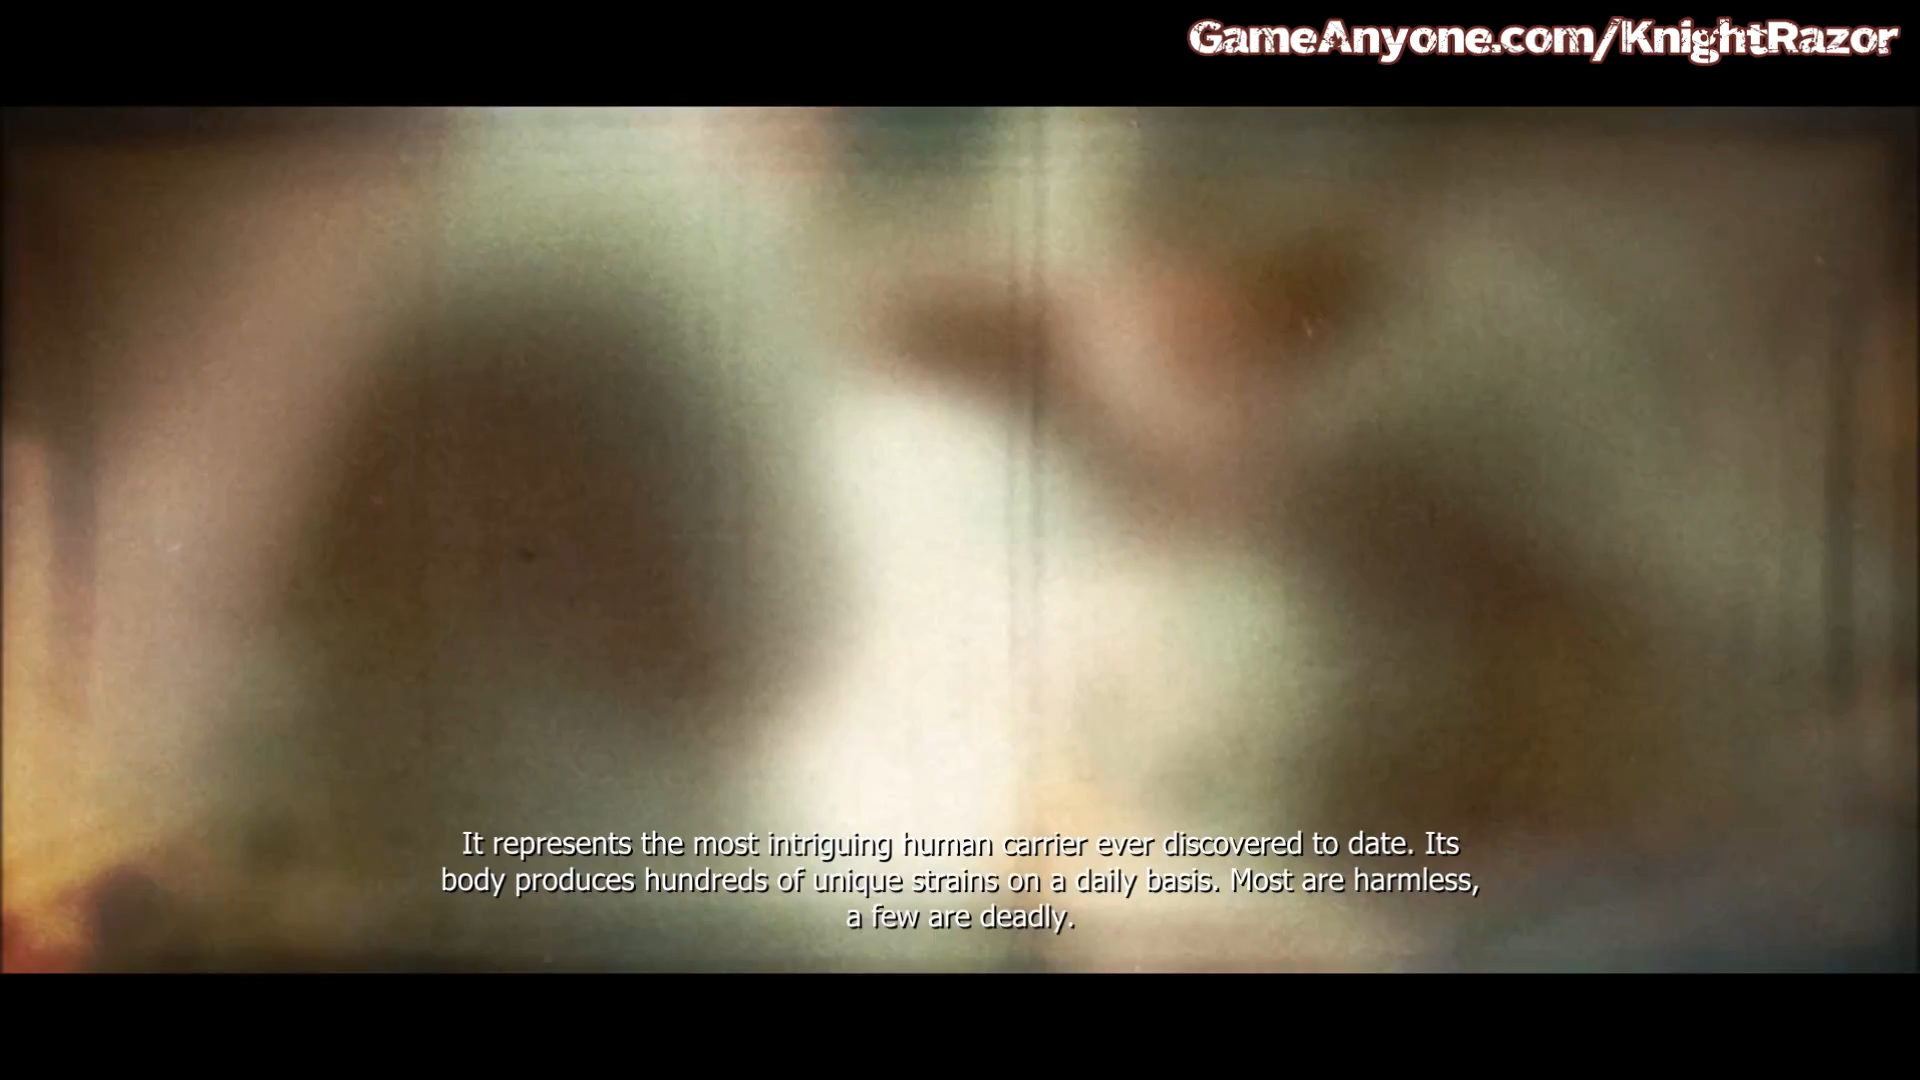 GameAnyone.com/KnightRazor
It represents the most intriguing human carrier ever discovered to date. Its
body produces hundreds of unique strains on a daily basis. Most are harmless,
a few are deadly.